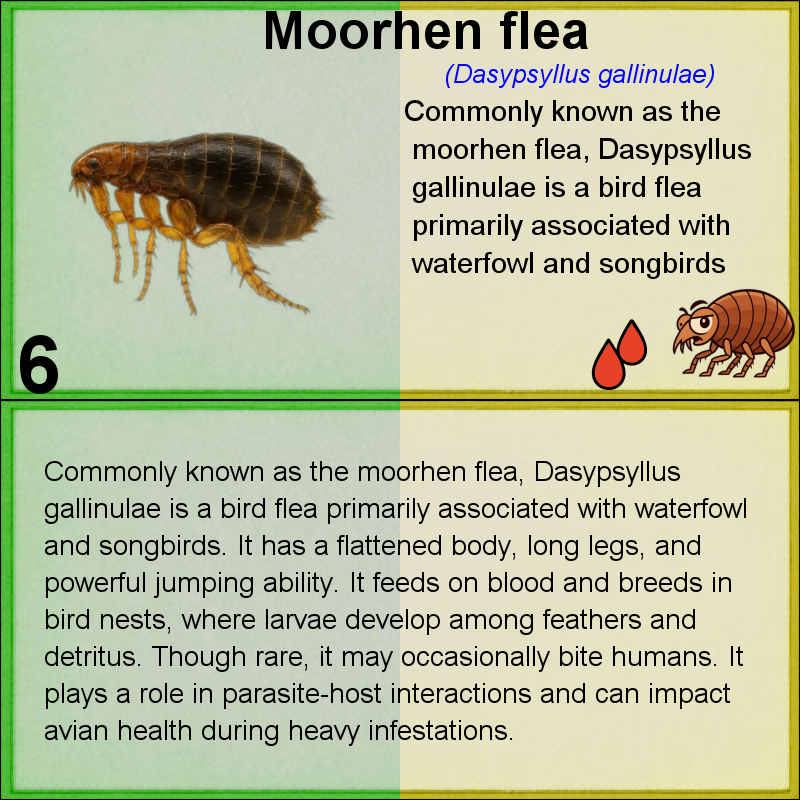 Moorhen flea
(Dasypsyllus gallinulae)
Commonly known as the
moorhen flea, Dasypsyllus
gallinulae is a bird flea
primarily associated with
waterfowl and songbirds
6
Commonly known as the moorhen flea, Dasypsyllus
gallinulae is a bird flea primarily associated with waterfowl
and songbirds. It has a flattened body, long legs, and
powerful jumping ability. It feeds on blood and breeds in
bird nests, where larvae develop among feathers and
detritus. Though rare, it may occasionally bite humans. It
plays a role in parasite-host interactions and can impact
avian health during heavy infestations.